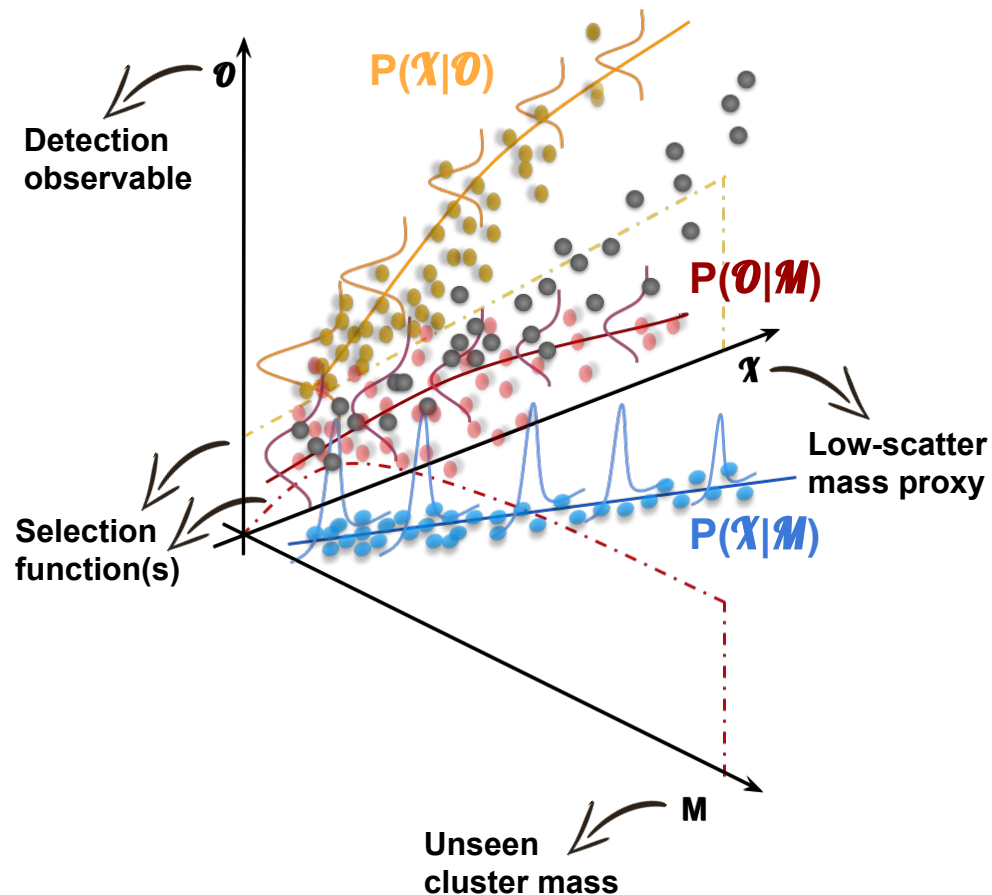 𝓞
P(𝓧|𝓞)
Detection
observable
P(𝓞|𝓜)
𝓧
Low-scatter
mass proxy
Selection
function(s)
P(𝓧|𝓜)
M
Unseen
cluster mass